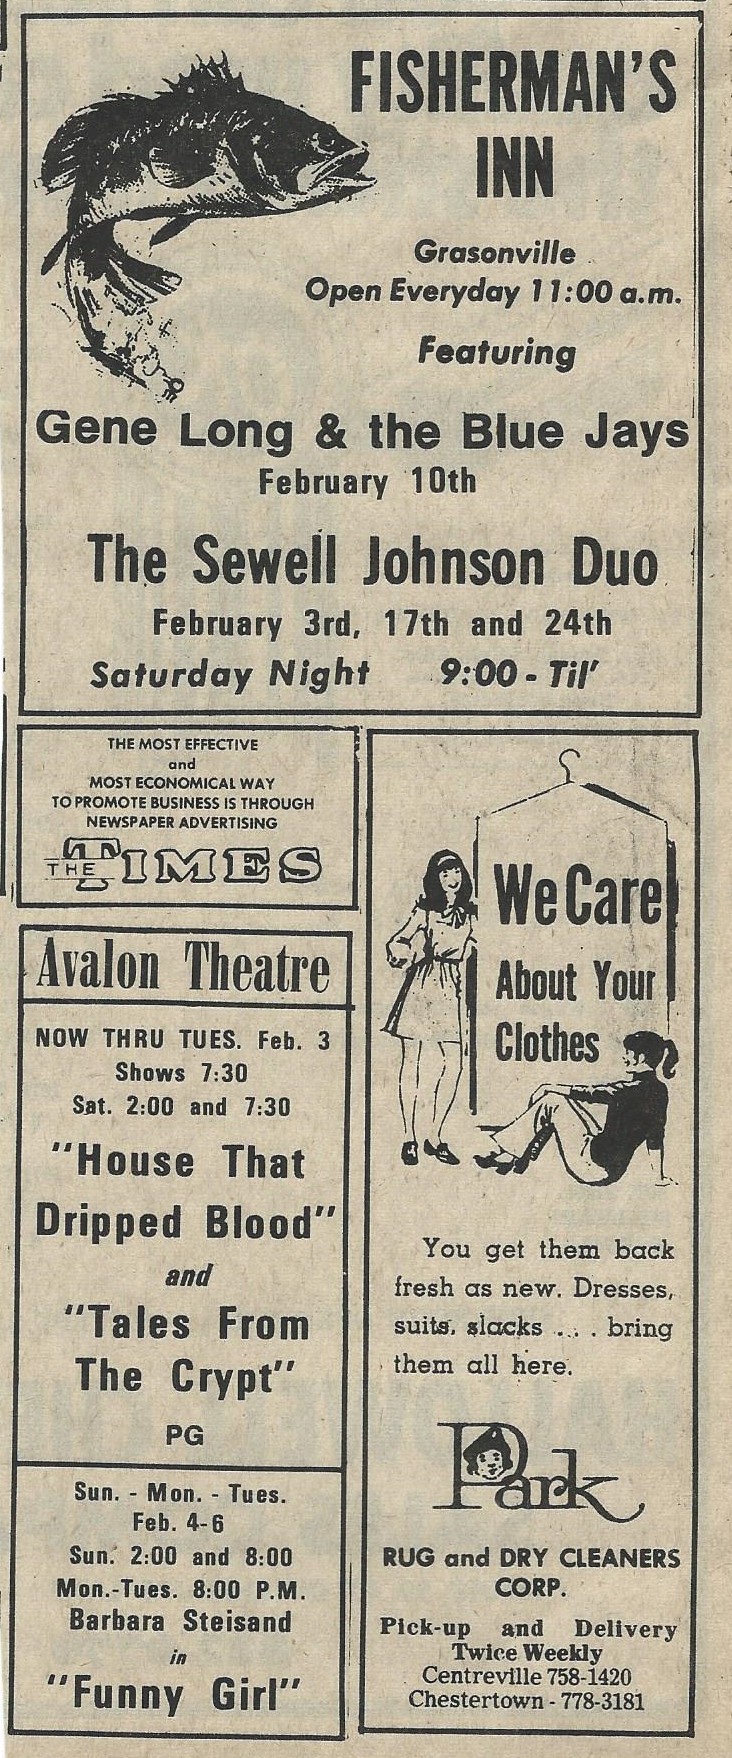 FISHERMAN'S
INN
Grasonville
Open Everyday 11:00 a.m.
Featuring
Gene Long & the Blue Jays
February 10th
The Sewell Johnson Duo
February 3rd, 17th and 24th
Saturday Night 9:00 - Til'
THE MOST EFFECTIVE
and
MOST ECONOMICAL WAY
TO PROMOTE BUSINESS IS THROUGH
NEWSPAPER ADVERTISING
THE TIMES
Avalon Theatre
NOW THRU TUES. Feb. 3
Shows 7:30
Sat. 2:00 and 7:30
"House That
Dripped Blood"
and
"Tales From
The Crypt"
PG
Sun. - Mon. - Tues.
Feb. 4-6
Sun. 2:00 and 8:00
Mon.-Tues. 8:00 P.M.
Barbara Steisand
in
"Funny Girl"
We Care
About Your
Clothes
You get them back
fresh as new. Dresses,
suits, slacks . . . bring
them all here.
Park
RUG and DRY CLEANERS
CORP.
Pick-up and Delivery
Twice Weekly
Centreville 758-1420
Chestertown - 778-3181